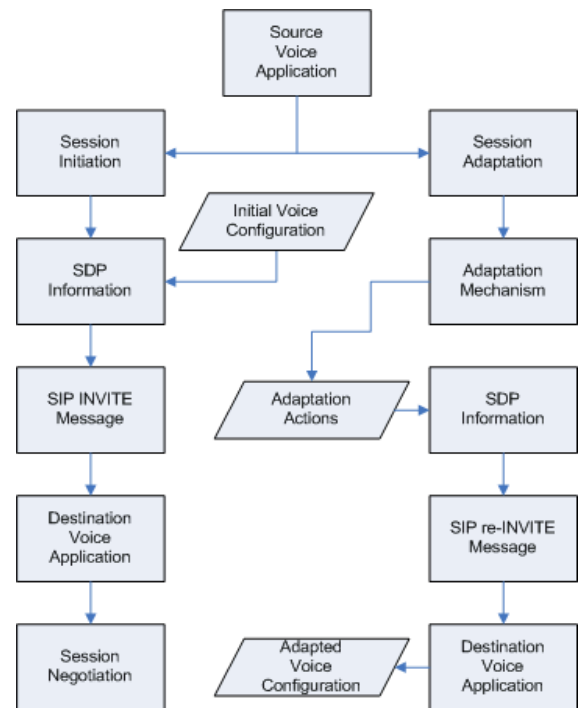 Source
Voice
Application
Session
Initiation
Session
Adaptation
Initial Voice
Configuration
SDP
Information
Adaptation
Mechanism
SIP INVITE
Message
Adaptation
Actions
SDP
Information
Destination
Voice
Application
SIP re-INVITE
Message
Session
Negotiation
Adapted
Voice
Configuration
Destination
Voice
Application